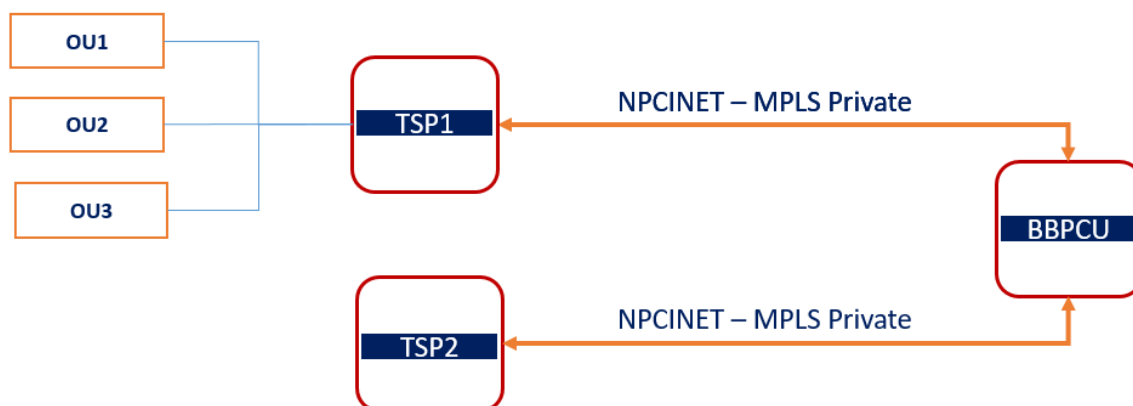 OU1
OU2
OU3
TSP1
NPCINET – MPLS Private
BBPCU
TSP2
NPCINET – MPLS Private